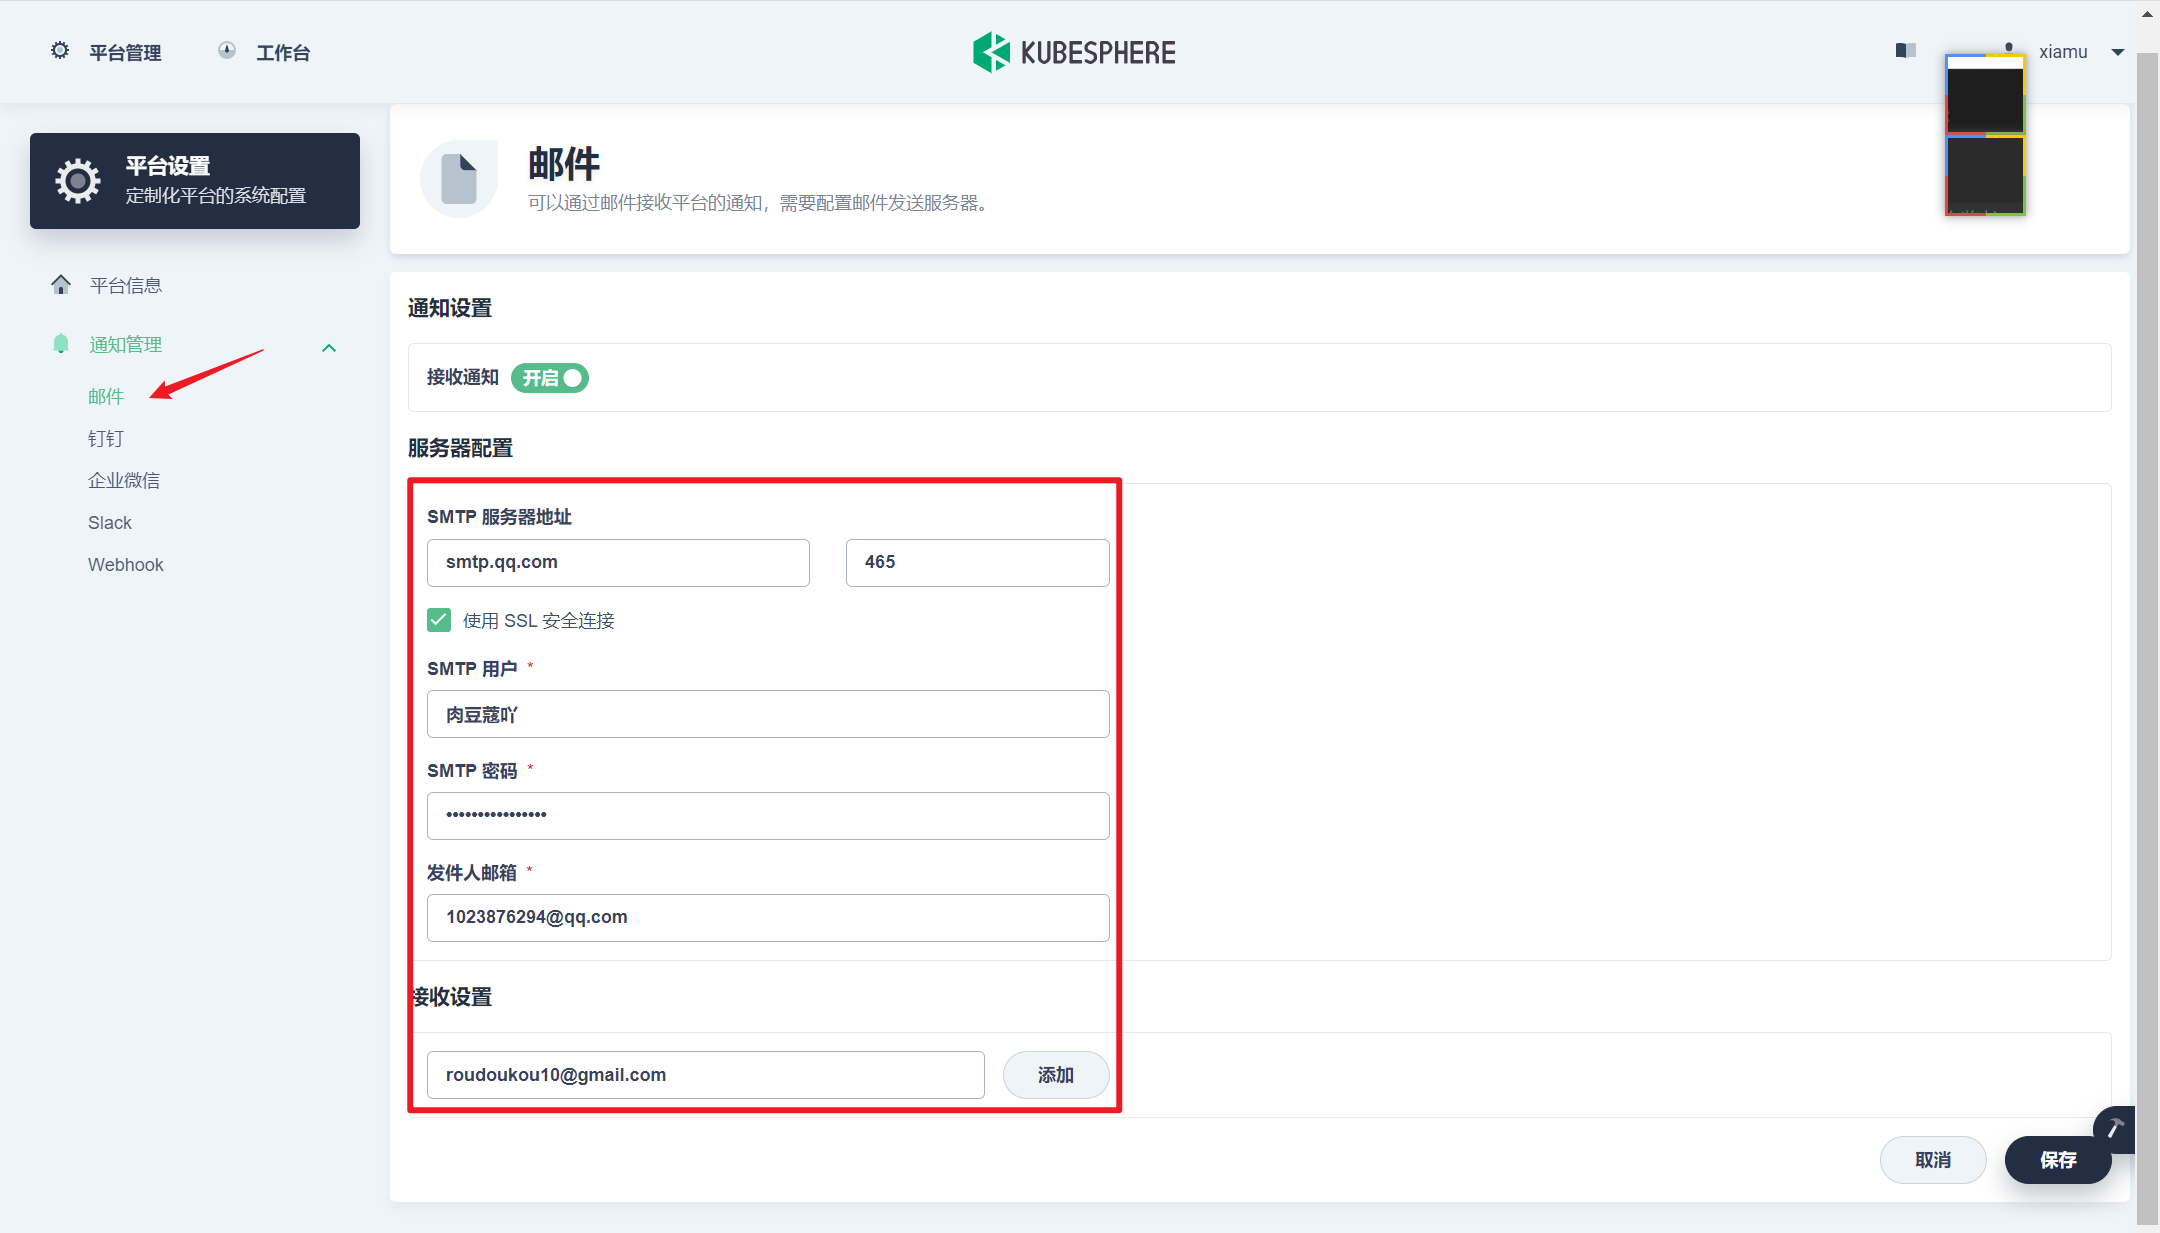 平台管理
工作台
KUBESPHERE
xiamu
平台设置
定制化平台的系统配置
平台信息
通知管理
邮件
钉钉
企业微信
Slack
Webhook
邮件
可以通过邮件接收平台的通知，需要配置邮件发送服务器。
通知设置
接收通知 开启
服务器配置
SMTP 服务器地址
smtp.qq.com 465
使用 SSL 安全连接
SMTP 用户 *
肉豆蔻吖
SMTP 密码 *
••••••••••••••••
发件人邮箱 *
1023876294@qq.com
接收设置
roudoukou10@gmail.com 添加
取消 保存